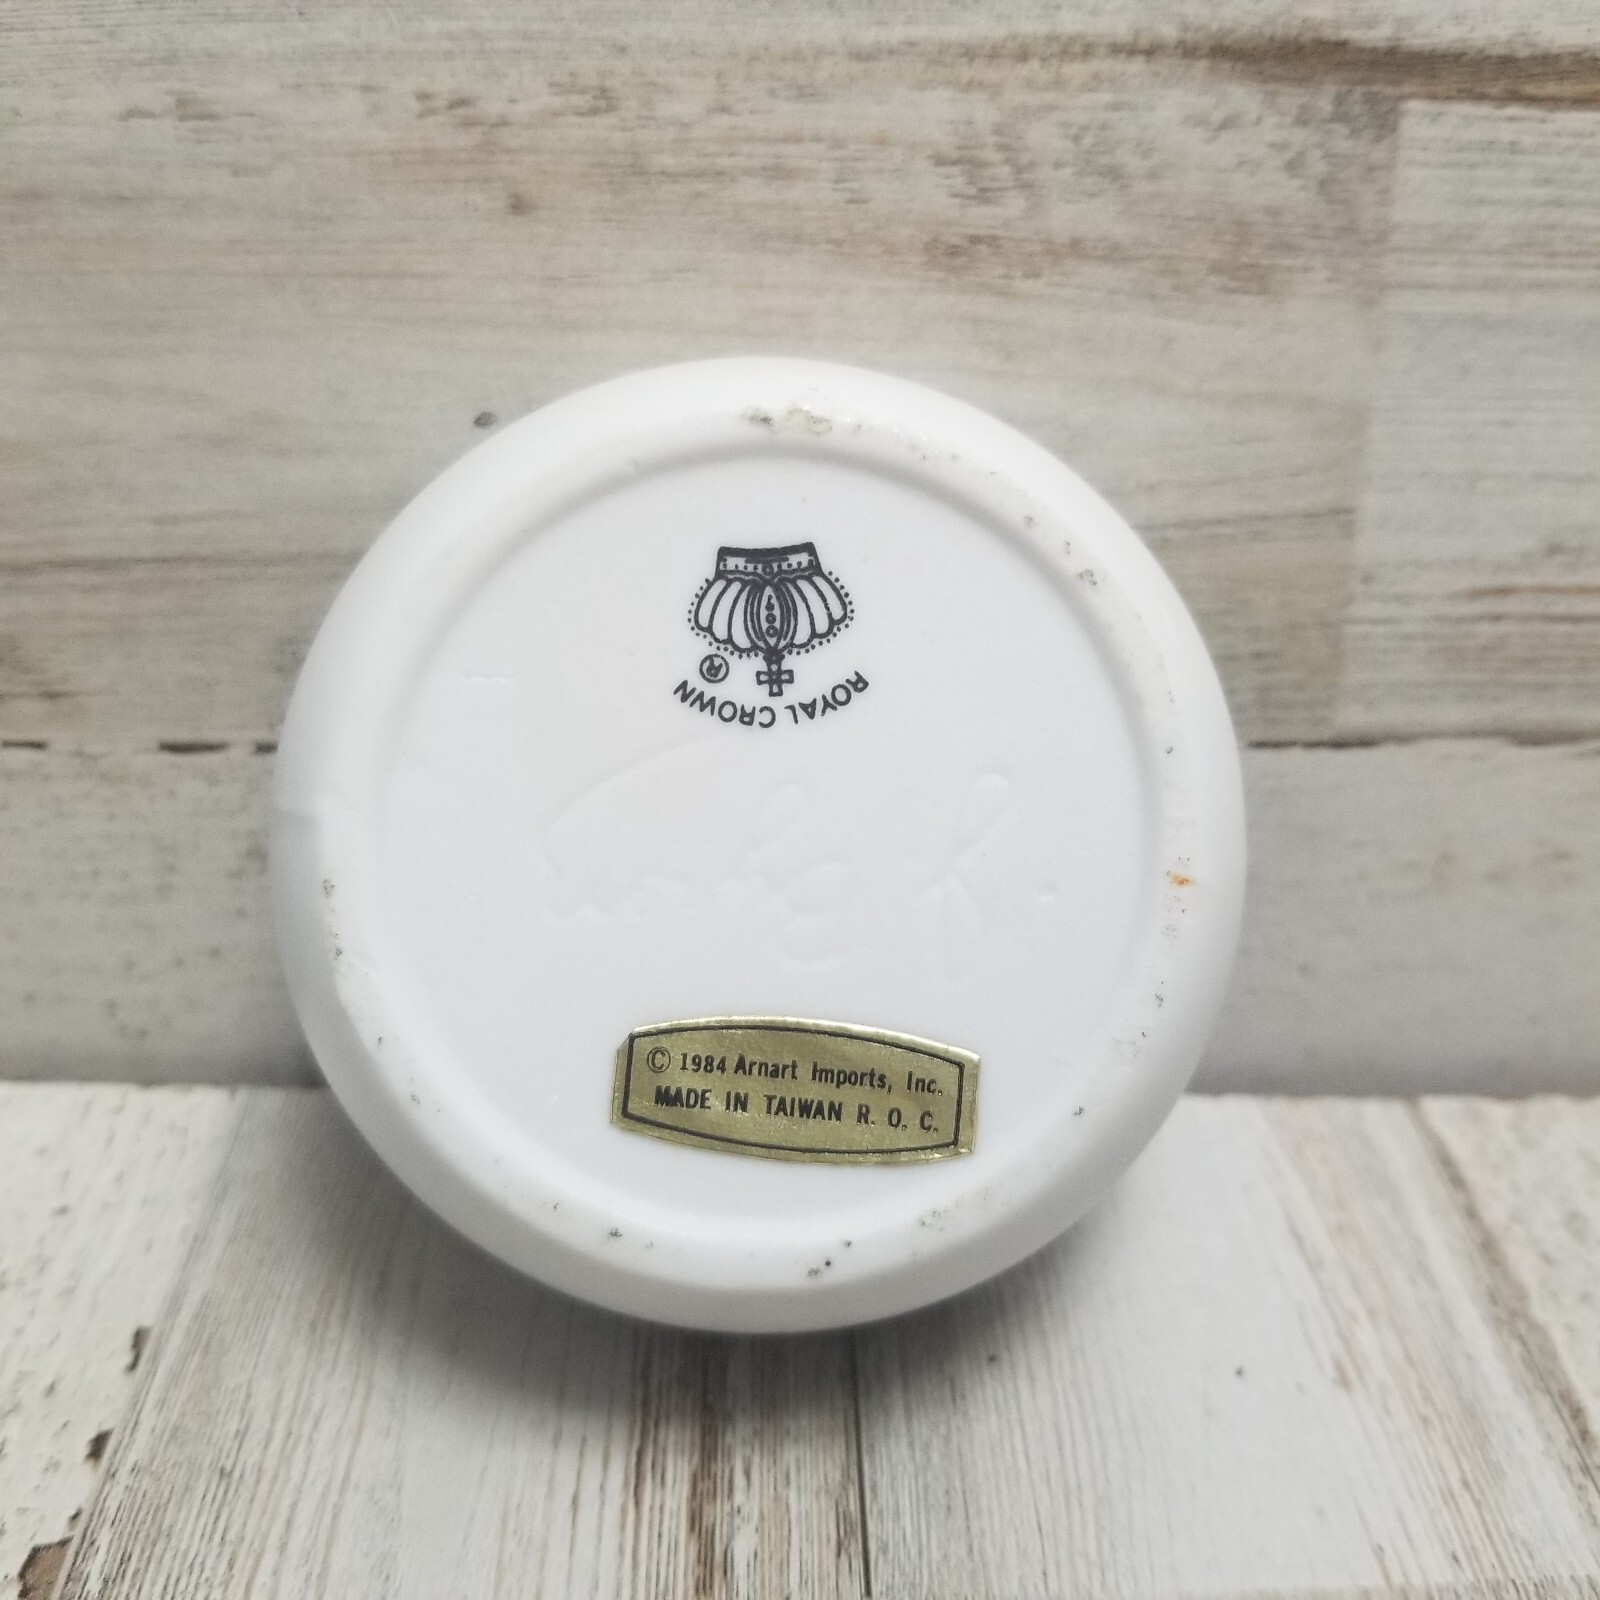 ROYAL CROWN
®
© 1984 Arnart Imports, Inc.
MADE IN TAIWAN R. O. C.